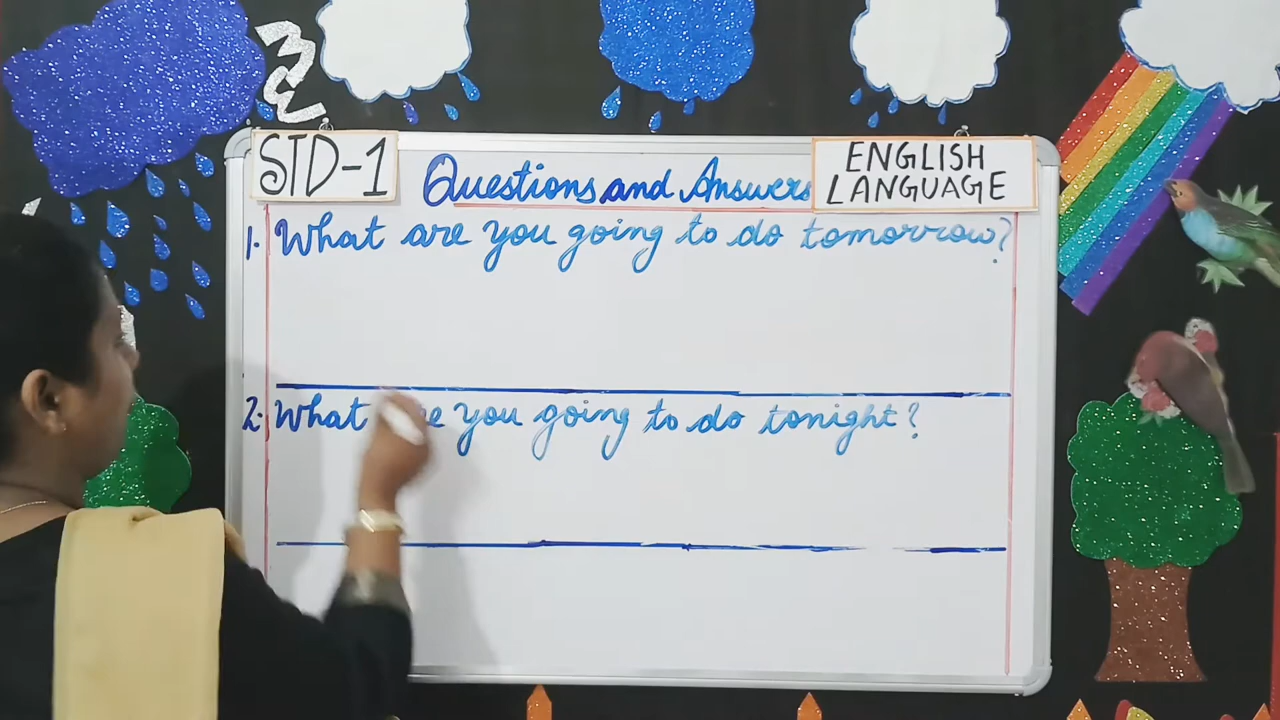 STD-1
Questions and Answers
ENGLISH
LANGUAGE
1. What are you going to do tomorrow?
2. What are you going to do tonight?